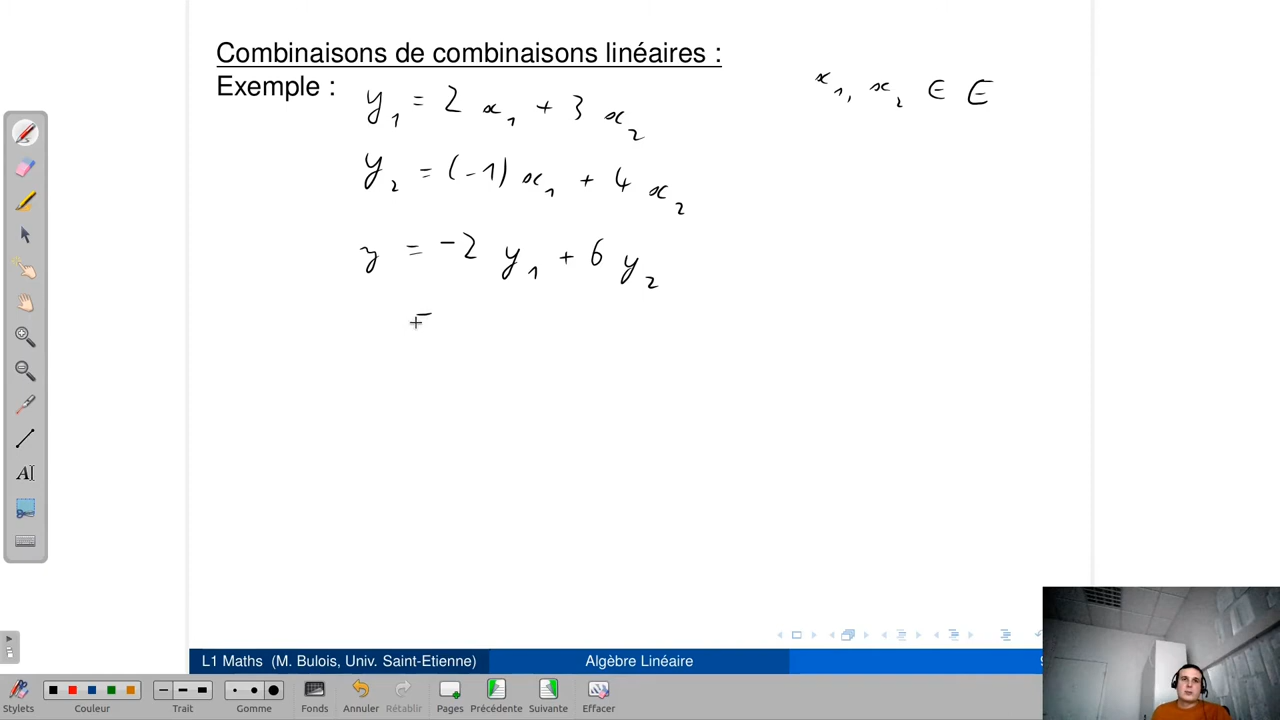 Combinaisons de combinaisons linéaires :
Exemple : y₁ = 2 x₁ + 3 x₂
x₁, x₂ ∈ E
y₂ = (-1) x₁ + 4 x₂
y = -2 y₁ + 6 y₂
L1 Maths (M. Bulois, Univ. Saint-Etienne) Algèbre Linéaire
Stylets Couleur Trait Gomme Fonds Annuler Rétablir Pages Précédente Suivante Effacer